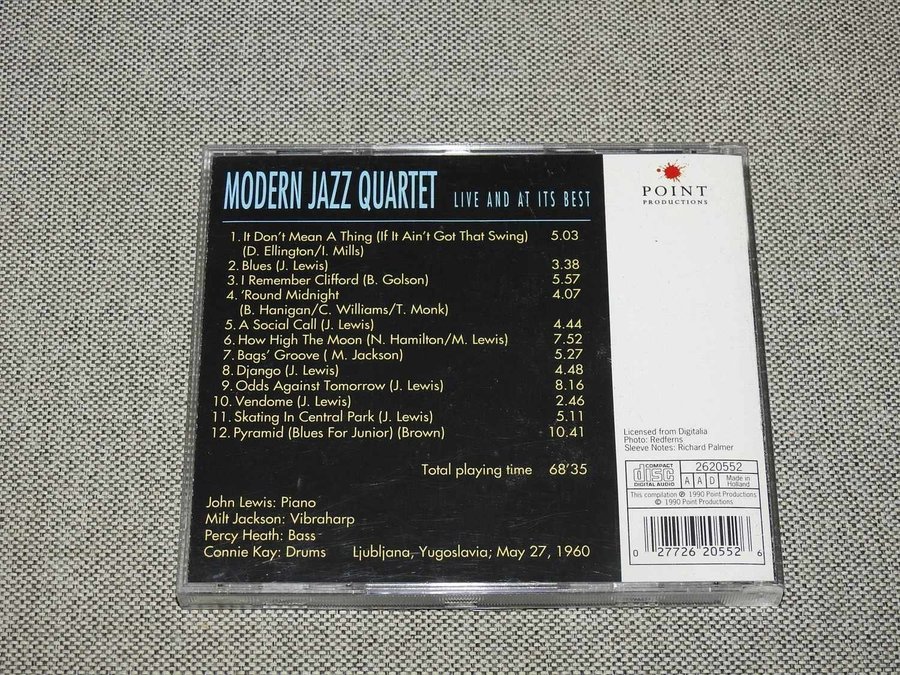 MODERN JAZZ QUARTET LIVE AND AT ITS BEST
1. It Don't Mean A Thing (If It Ain't Got That Swing) 5.03
(D. Ellington/I. Mills)
2. Blues (J. Lewis) 3.38
3. I Remember Clifford (B. Golson) 5.57
4. 'Round Midnight 4.07
(B. Hanigan/C. Williams/T. Monk)
5. A Social Call (J. Lewis) 4.44
6. How High The Moon (N. Hamilton/M. Lewis) 7.52
7. Bags' Groove ( M. Jackson) 5.27
8. Django (J. Lewis) 4.48
9. Odds Against Tomorrow (J. Lewis) 8.16
10. Vendome (J. Lewis) 2.46
11. Skating In Central Park (J. Lewis) 5.11
12. Pyramid (Blues For Junior) (Brown) 10.41
Total playing time 68'35
John Lewis: Piano
Milt Jackson: Vibraharp
Percy Heath: Bass
Connie Kay: Drums Ljubljana, Yugoslavia; May 27, 1960
POINT
PRODUCTIONS
Licensed from Digitalia
Photo: Redferns
Sleeve Notes: Richard Palmer
COMPACT
disc
DIGITAL AUDIO
2620552
A A D
Made in
Holland
This compilation ℗ 1990 Point Productions
© 1990 Point Productions
0 27726 20552 6